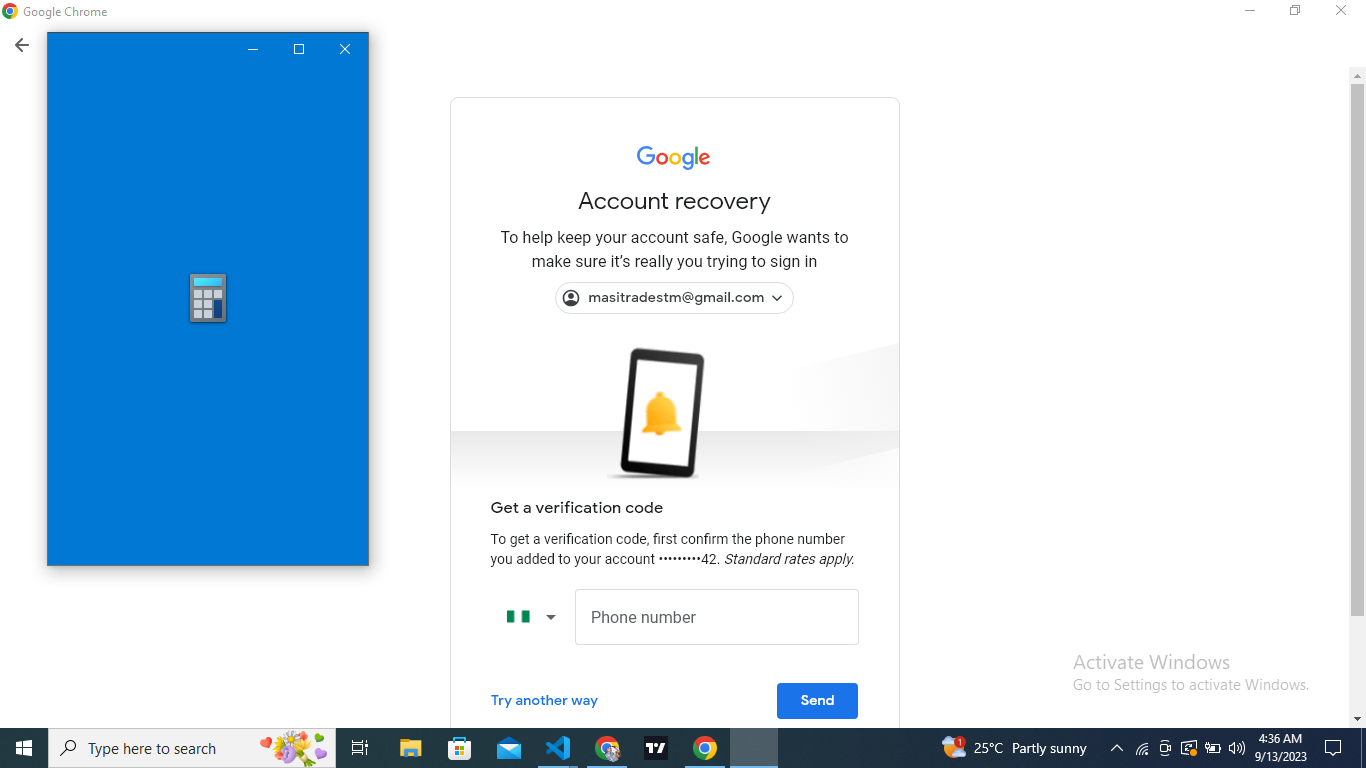 Google Chrome
Google
Account recovery
To help keep your account safe, Google wants to
make sure it’s really you trying to sign in
masitradestm@gmail.com
Get a verification code
To get a verification code, first confirm the phone number
you added to your account •••••••••42. Standard rates apply.
Phone number
Try another way
Send
Activate Windows
Go to Settings to activate Windows.
Type here to search
1
25°C Partly sunny
4:36 AM
9/13/2023